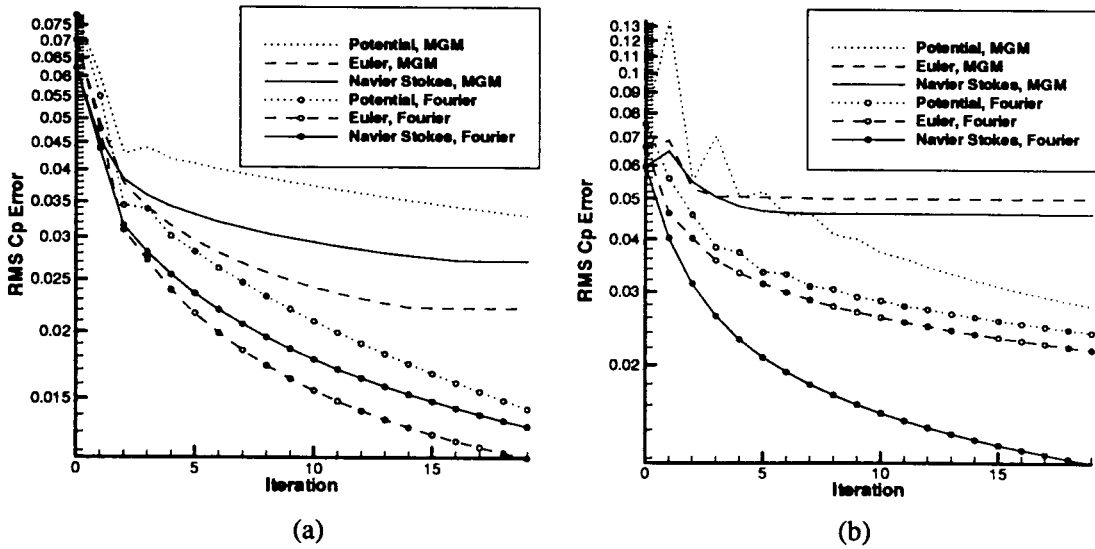 0.075
0.07
0.065
0.06
0.055
0.05
0.045
0.04
0.035
0.03
0.025
0.02
0.015
RMS Cp Error
Potential, MGM
Euler, MGM
Navier Stokes, MGM
Potential, Fourier
Euler, Fourier
Navier Stokes, Fourier
0
5
10
15
Iteration
(a)
0.13
0.12
0.11
0.1
0.09
0.08
0.07
0.06
0.05
0.04
0.03
0.02
RMS Cp Error
Potential, MGM
Euler, MGM
Navier Stokes, MGM
Potential, Fourier
Euler, Fourier
Navier Stokes, Fourier
0
5
10
15
Iteration
(b)